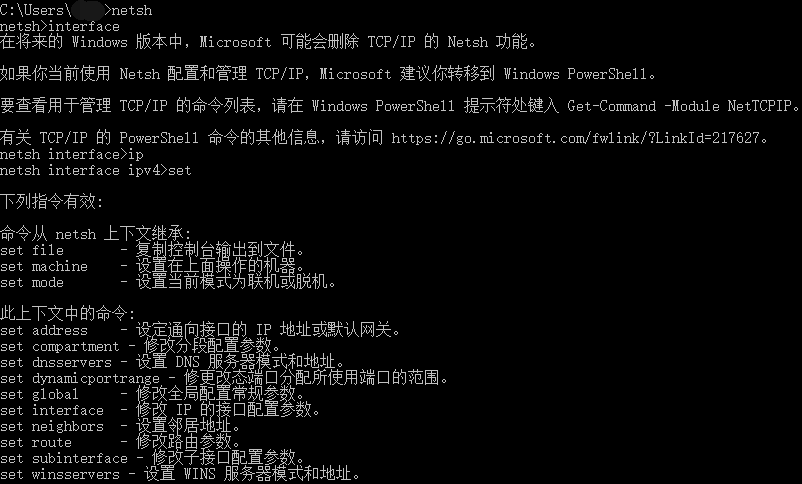 C:\Users\ >netsh
netsh>interface
在将来的 Windows 版本中，Microsoft 可能会删除 TCP/IP 的 Netsh 功能。
如果你当前使用 Netsh 配置和管理 TCP/IP，Microsoft 建议你转移到 Windows PowerShell。
要查看用于管理 TCP/IP 的命令列表，请在 Windows PowerShell 提示符处键入 Get-Command -Module NetTCPIP。
有关 TCP/IP 的 PowerShell 命令的其他信息，请访问 https://go.microsoft.com/fwlink/?LinkId=217627。
netsh interface>ip
netsh interface ipv4>set
下列指令有效:
命令从 netsh 上下文继承:
set file       - 复制控制台输出到文件。
set machine    - 设置在上面操作的机器。
set mode       - 设置当前模式为联机或脱机。
此上下文中的命令:
set address    - 设定通向接口的 IP 地址或默认网关。
set compartment - 修改分段配置参数。
set dnsservers - 设置 DNS 服务器模式和地址。
set dynamicportrange - 修更改态端口分配所使用端口的范围。
set global     - 修改全局配置常规参数。
set interface  - 修改 IP 的接口配置参数。
set neighbors  - 设置邻居地址。
set route      - 修改路由参数。
set subinterface - 修改子接口配置参数。
set winsservers - 设置 WINS 服务器模式和地址。